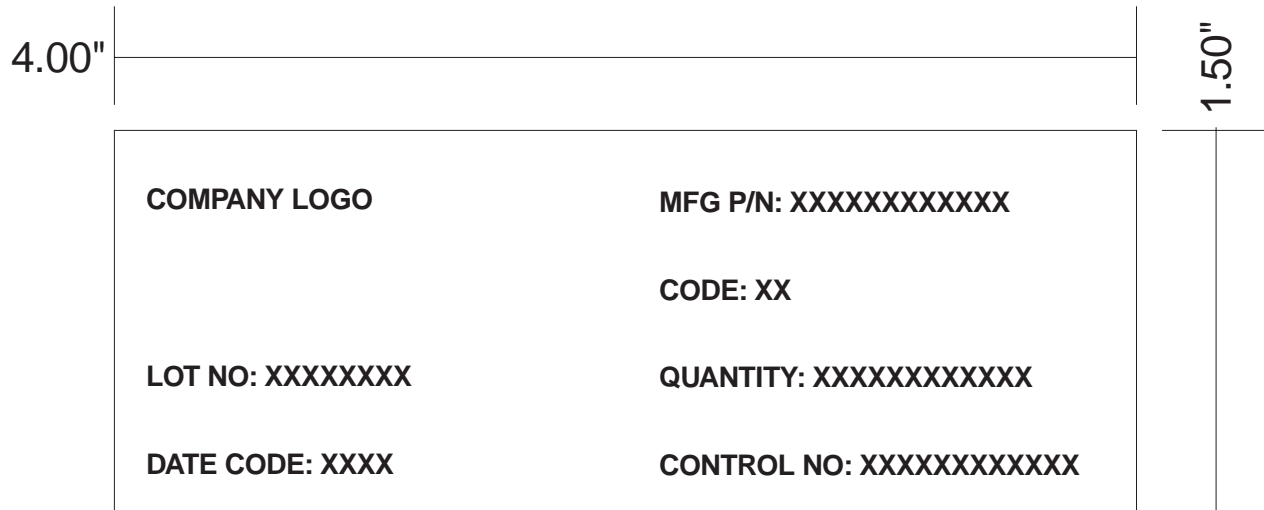 4.00"
1.50"
COMPANY LOGO
MFG P/N: XXXXXXXXXXXX
CODE: XX
LOT NO: XXXXXXXX
QUANTITY: XXXXXXXXXXXX
DATE CODE: XXXX
CONTROL NO: XXXXXXXXXXXX